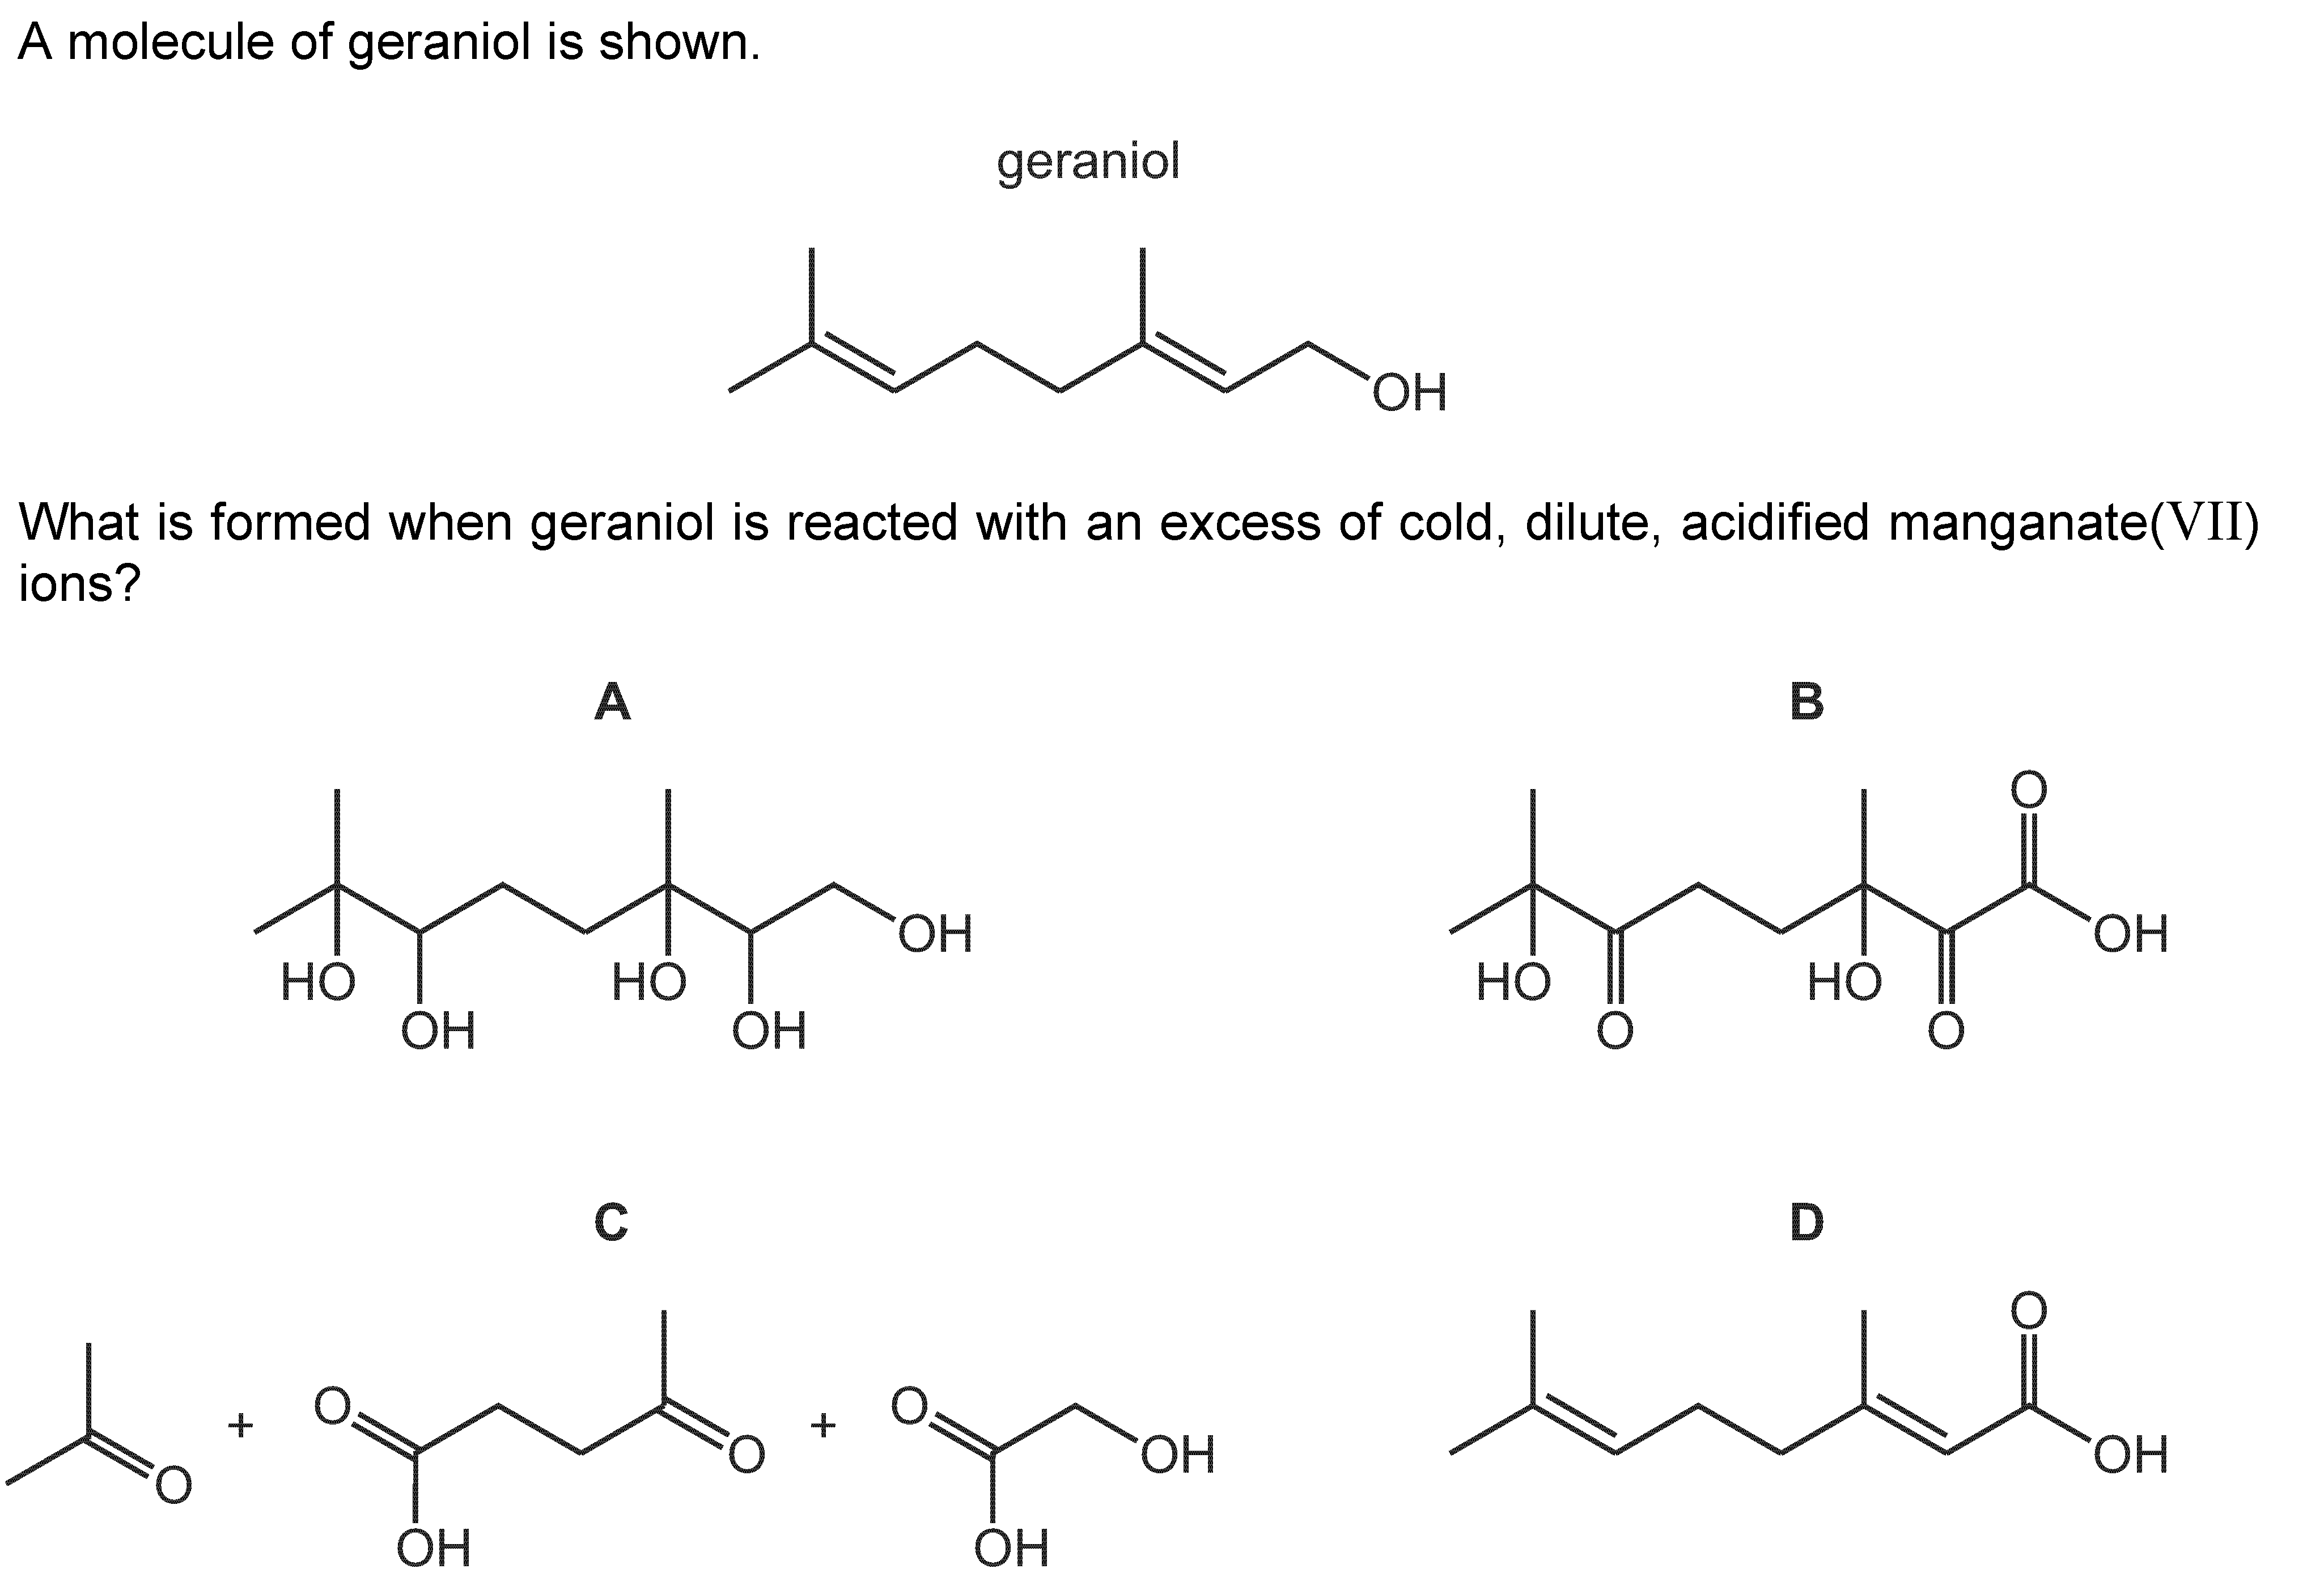 A molecule of geraniol is shown.
geraniol
OH
What is formed when geraniol is reacted with an excess of cold, dilute, acidified manganate(VII)
ions?
A
B
O
OH
HO
HO
OH
OH
OH
HO
HO
O
O
C
D
O
O
O
OH
+
+
O
O
OH
OH
OH
OH